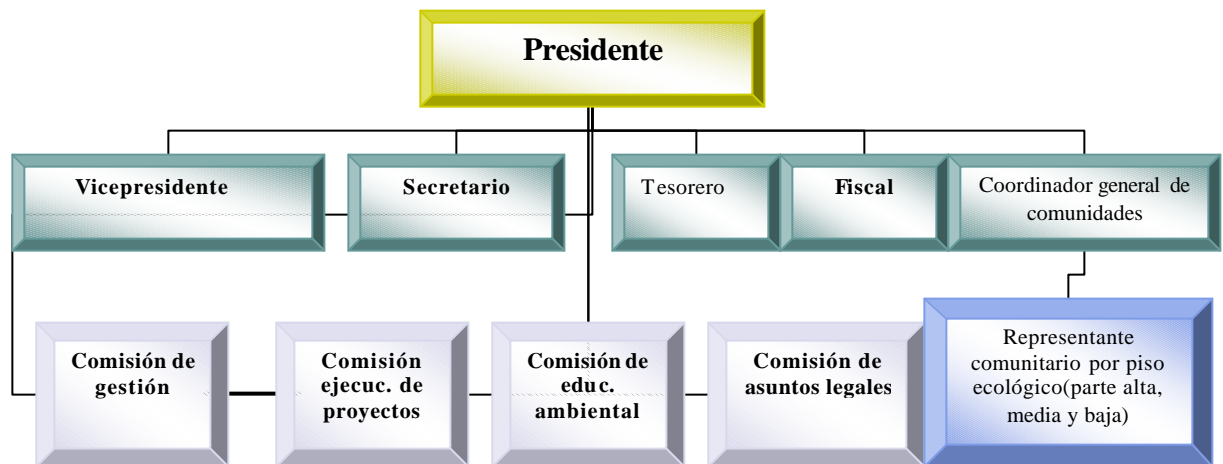 Presidente
Vicepresidente
Secretario
Tesorero
Fiscal
Coordinador general de
comunidades
Comisión de
gestión
Comisión
ejecuc. de
proyectos
Comisión de
educ.
ambiental
Comisión de
asuntos legales
Representante
comunitario por piso
ecológico(parte alta,
media y baja)